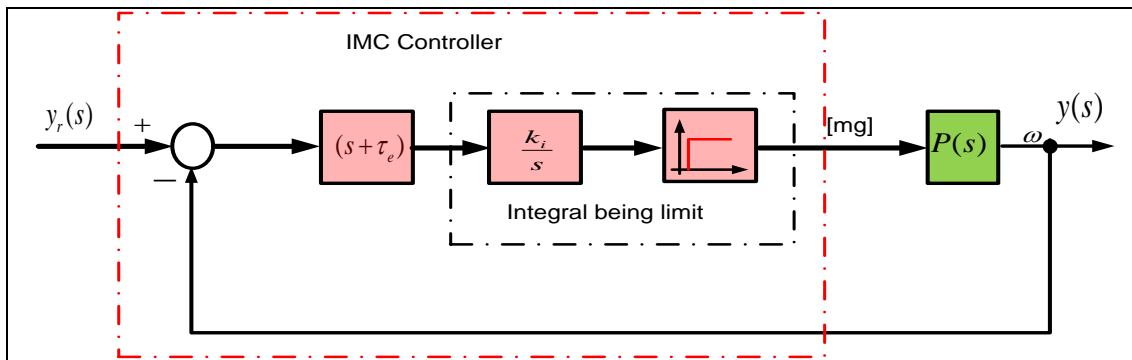 IMC Controller
y_r(s)
+
−
(s+τ_e)
k_i
s
[mg]
P(s)
ω
y(s)
Integral being limit